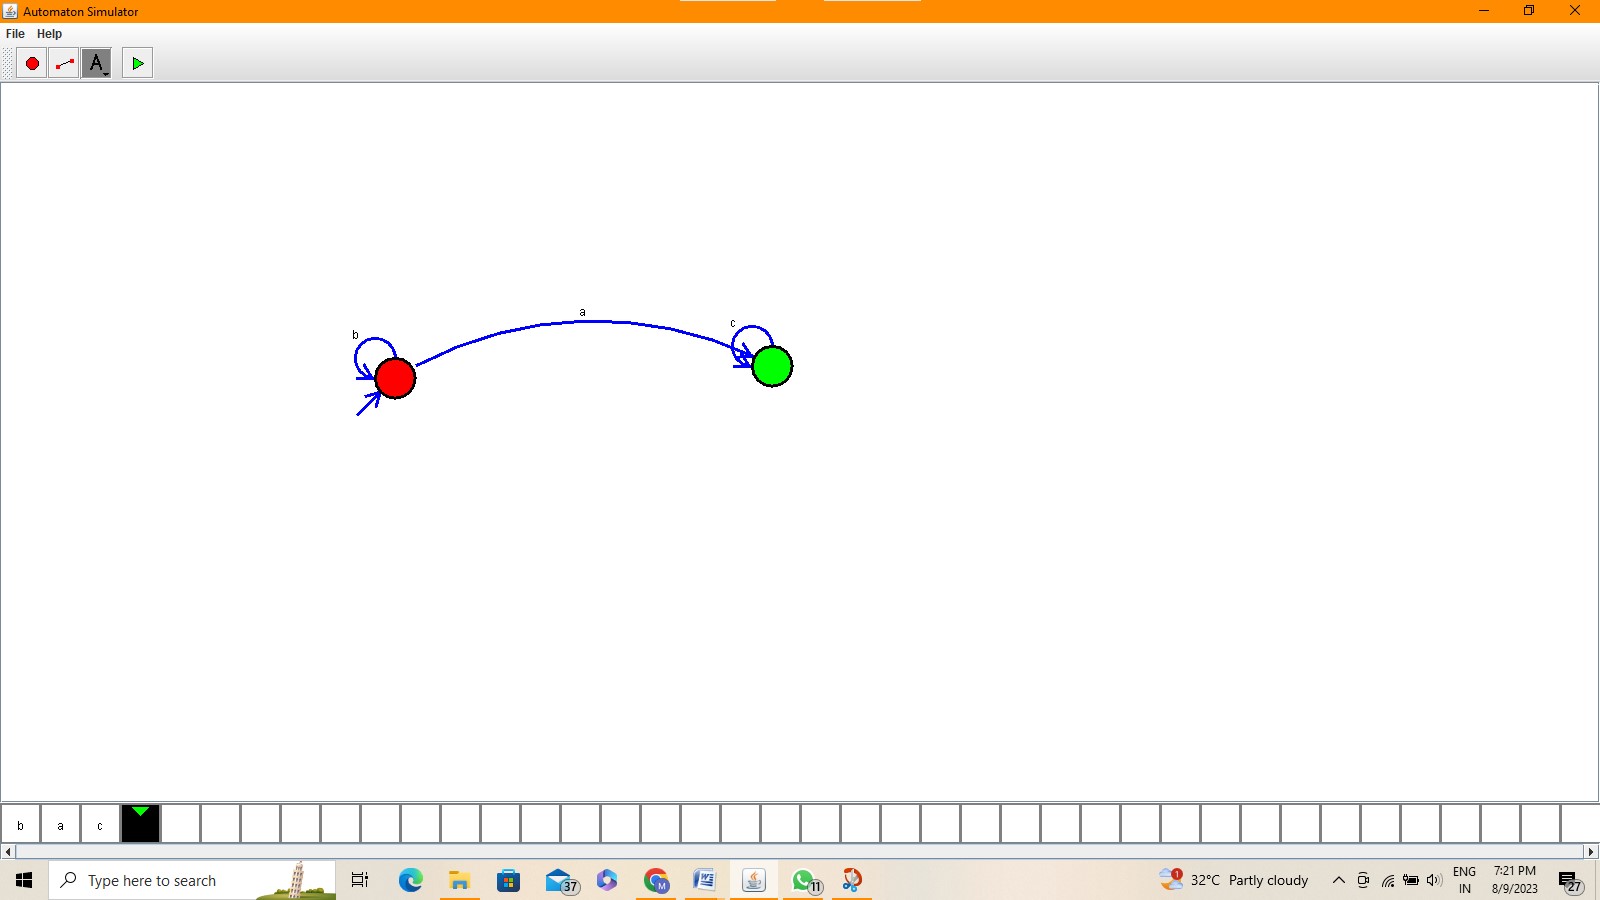 Automaton Simulator
File Help
A
a
c
b
b a c
Type here to search
37
M
W
11
1
32°C Partly cloudy
ENG
IN
7:21 PM
8/9/2023
27